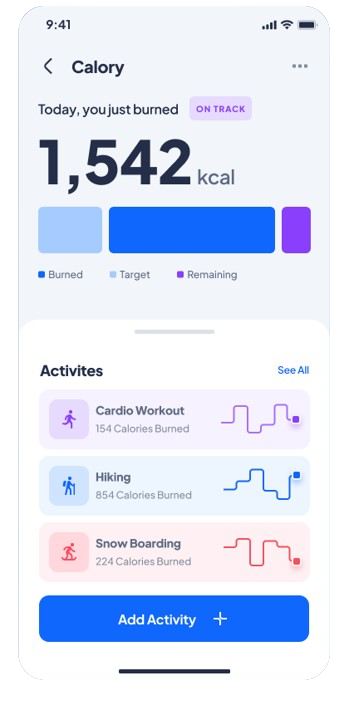 9:41
Calory
Today, you just burned ON TRACK
1,542 kcal
Burned Target Remaining
Activites
See All
Cardio Workout
154 Calories Burned
Hiking
854 Calories Burned
Snow Boarding
224 Calories Burned
Add Activity